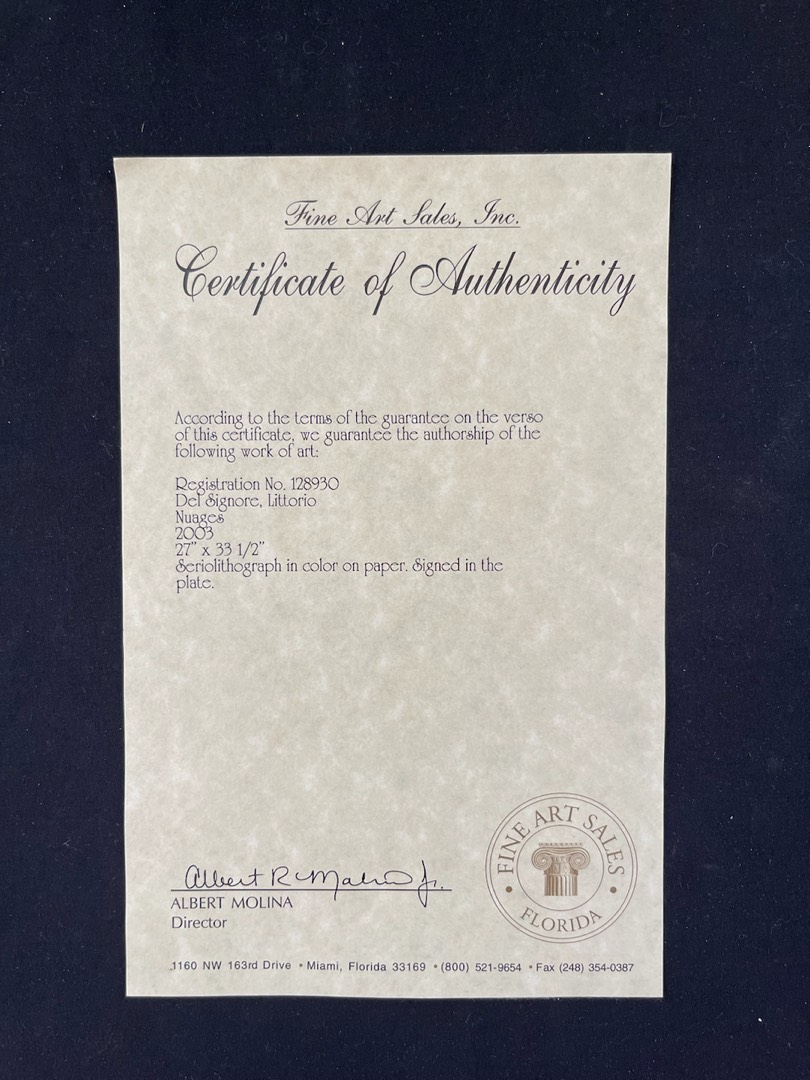 Fine Art Sales, Inc.
Certificate of Authenticity
According to the terms of the guarantee on the verso
of this certificate, we guarantee the authorship of the
following work of art:
Registration No. 128930
Del Signore, Littorio
Nuages
2003
27" x 33 1/2"
Seriolithograph in color on paper. Signed in the
plate.
Albert R Molina Jr.
ALBERT MOLINA
Director
FINE ART SALES
FLORIDA
1160 NW 163rd Drive • Miami, Florida 33169 • (800) 521-9654 • Fax (248) 354-0387